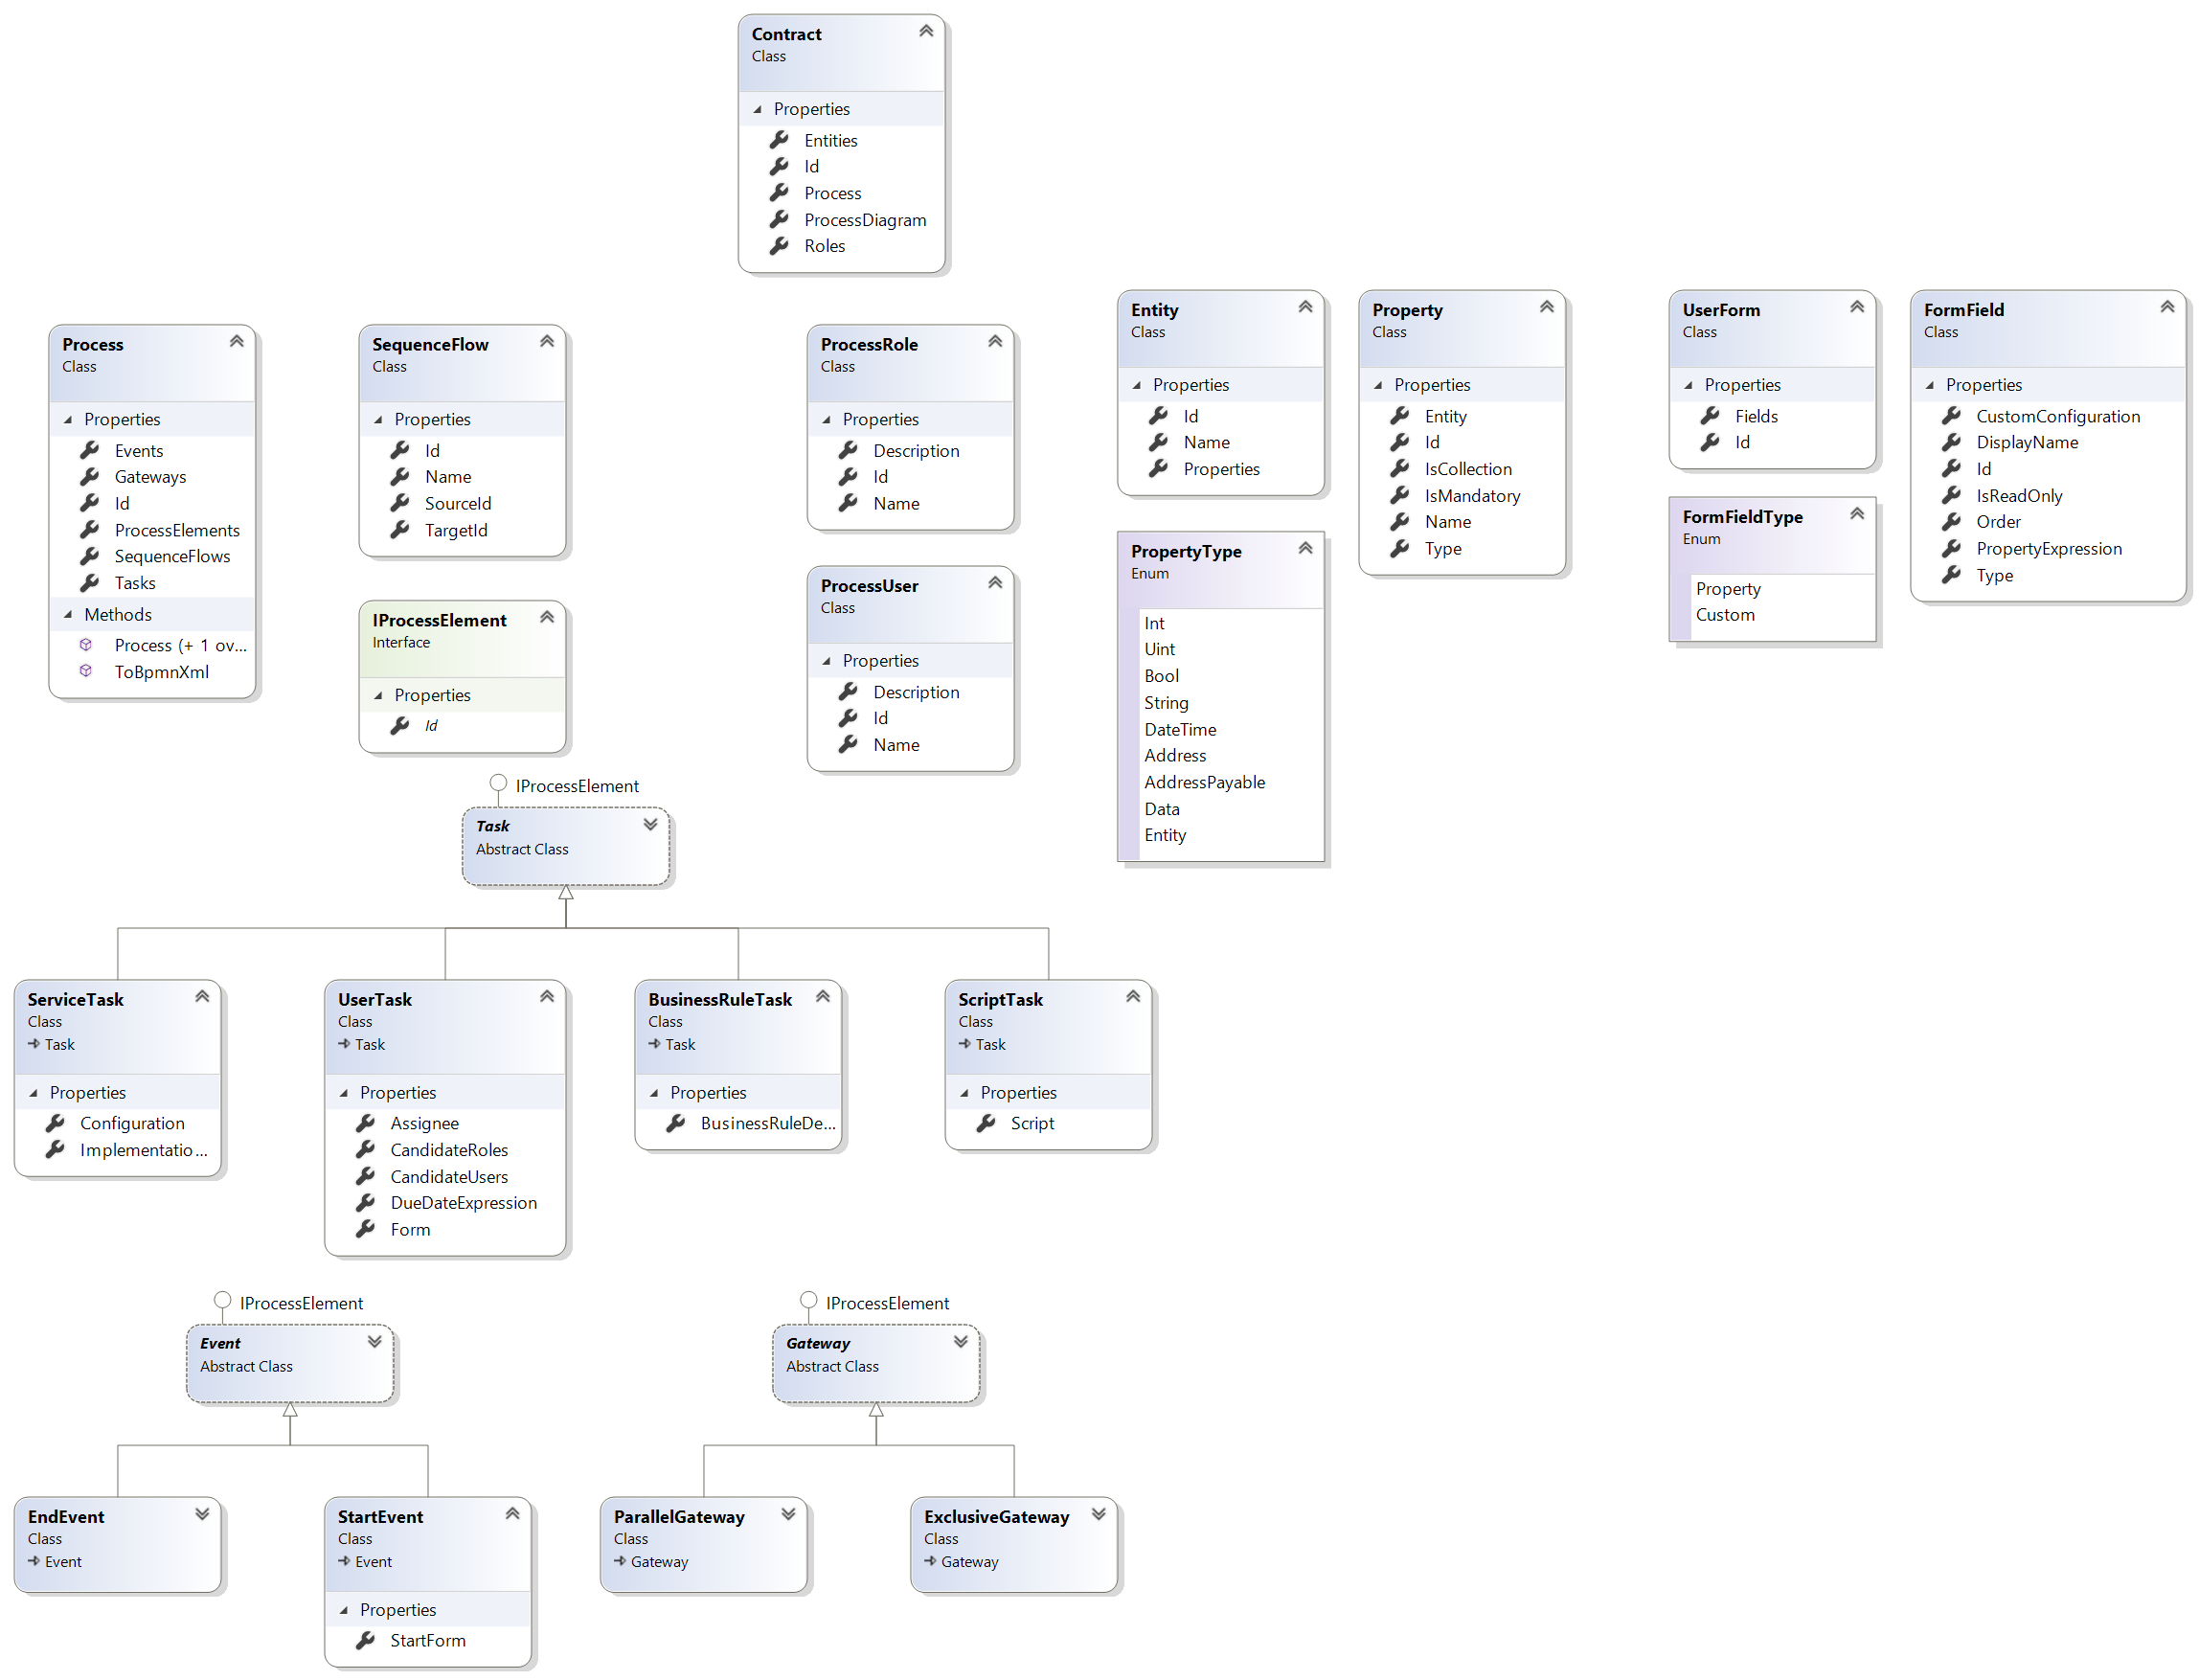 Contract
Class
Properties
Entities
Id
Process
ProcessDiagram
Roles
Process
Class
Properties
Events
Gateways
Id
ProcessElements
SequenceFlows
Tasks
Methods
Process (+ 1 ov...
ToBpmnXml
SequenceFlow
Class
Properties
Id
Name
SourceId
TargetId
IProcessElement
Interface
Properties
Id
ProcessRole
Class
Properties
Description
Id
Name
ProcessUser
Class
Properties
Description
Id
Name
Entity
Class
Properties
Id
Name
Properties
PropertyType
Enum
Int
Uint
Bool
String
DateTime
Address
AddressPayable
Data
Entity
Property
Class
Properties
Entity
Id
IsCollection
IsMandatory
Name
Type
UserForm
Class
Properties
Fields
Id
FormFieldType
Enum
Property
Custom
FormField
Class
Properties
CustomConfiguration
DisplayName
Id
IsReadOnly
Order
PropertyExpression
Type
IProcessElement
Task
Abstract Class
ServiceTask
Class
Task
Properties
Configuration
Implementatio...
UserTask
Class
Task
Properties
Assignee
CandidateRoles
CandidateUsers
DueDateExpression
Form
BusinessRuleTask
Class
Task
Properties
BusinessRuleDe...
ScriptTask
Class
Task
Properties
Script
IProcessElement
Event
Abstract Class
IProcessElement
Gateway
Abstract Class
EndEvent
Class
Event
StartEvent
Class
Event
Properties
StartForm
ParallelGateway
Class
Gateway
ExclusiveGateway
Class
Gateway